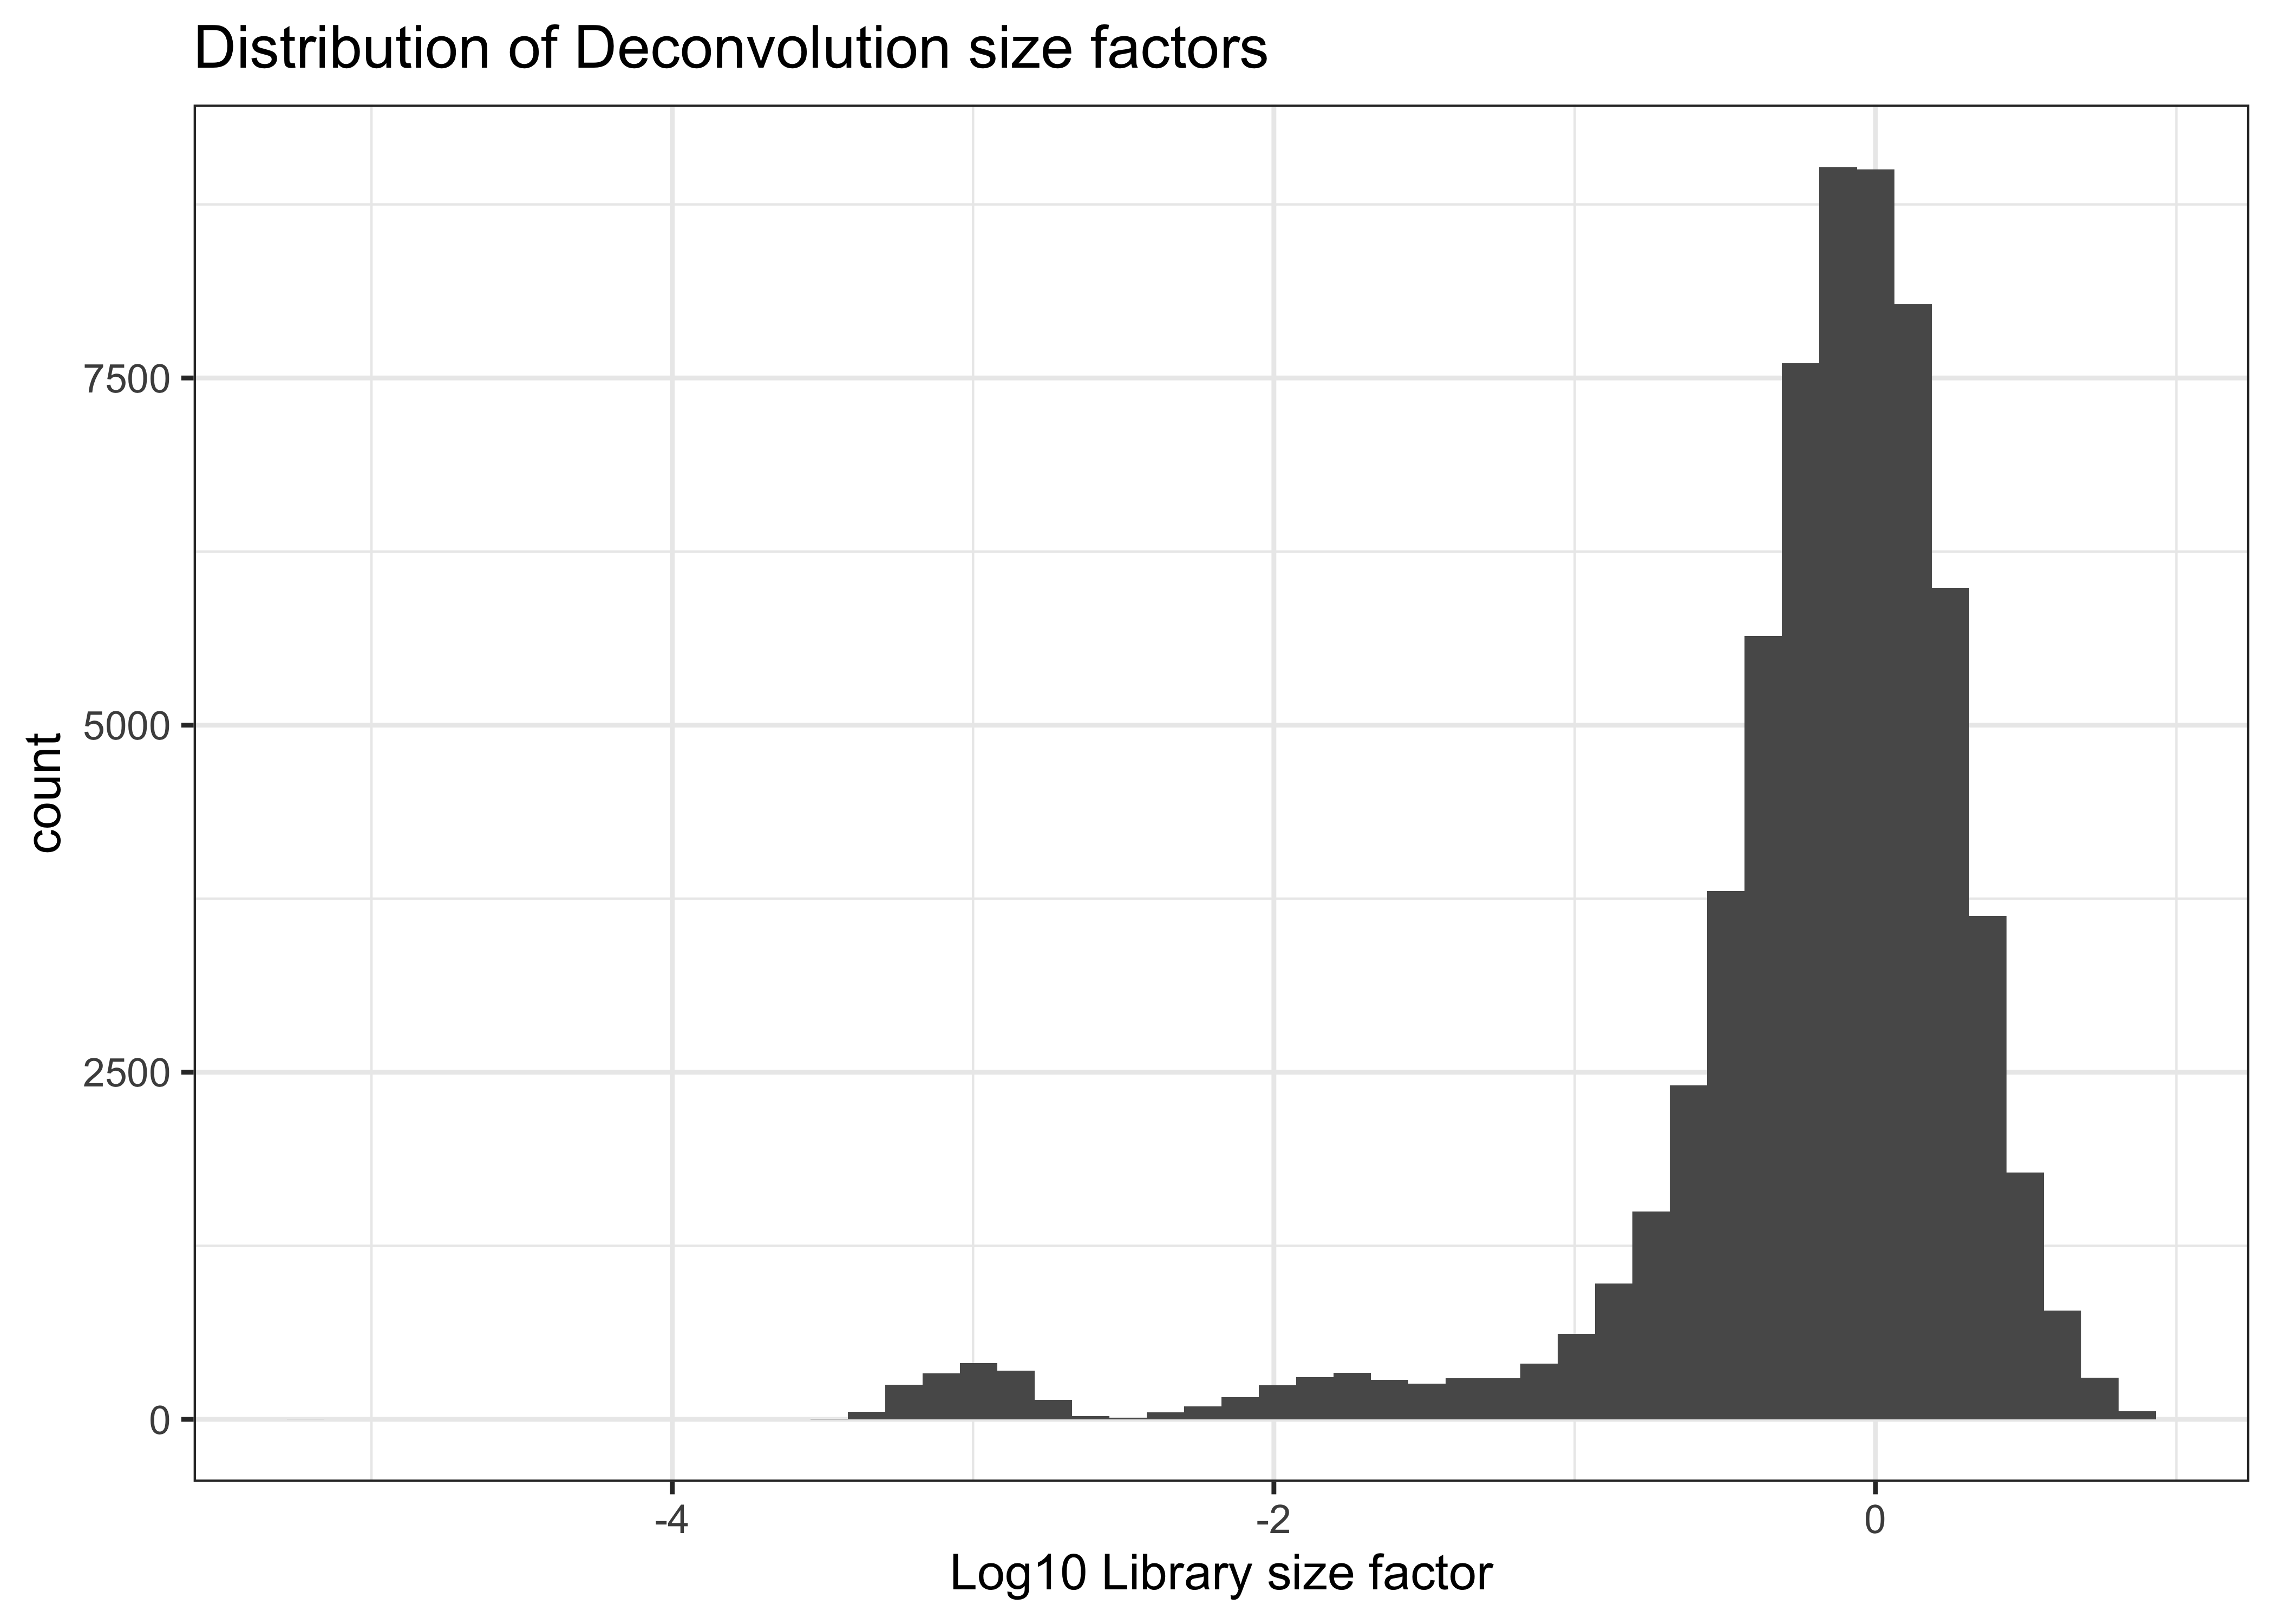 Distribution of Deconvolution size factors
7500
5000
2500
0
count
-4
-2
0
Log10 Library size factor